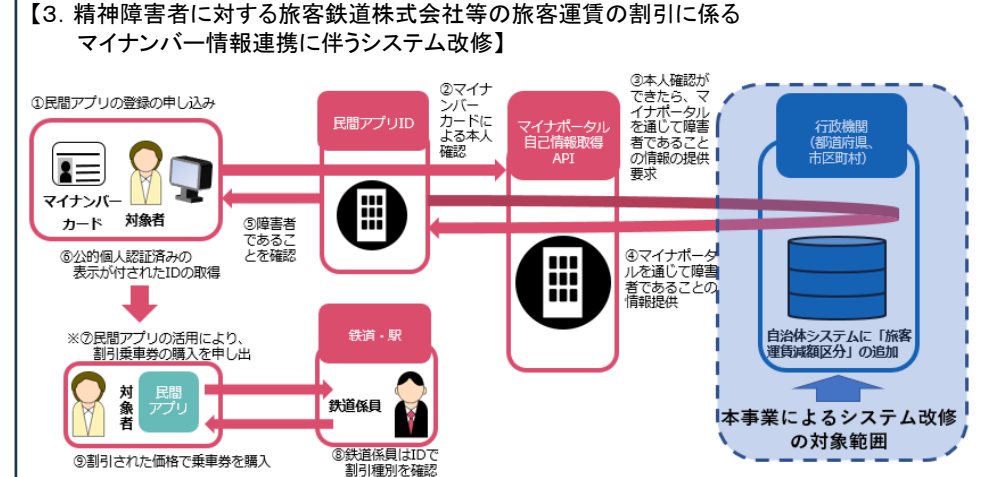 【3．精神障害者に対する旅客鉄道株式会社等の旅客運賃の割引に係る
マイナンバー情報連携に伴うシステム改修】
①民間アプリの登録の申し込み
マイナンバー
カード
対象者
民間アプリID
②マイナ
ンバー
カードに
よる本人
確認
マイナポータル
自己情報取得
API
③本人確認が
できたら、マ
イナポータル
を通じて障害
者であること
の情報の提供
要求
行政機関
（都道府県、
市区町村）
⑤障害者
であるこ
とを確認
④マイナポータ
ルを通じて障害
者であることの
情報提供
⑥公的個人認証済みの
表示が付されたIDの取得
自治体システムに「旅客
運賃減額区分」の追加
※⑦民間アプリの活用により、
割引乗車券の購入を申し出
対
象
者
民間
アプリ
鉄道・駅
鉄道係員
本事業によるシステム改修
の対象範囲
⑨割引された価格で乗車券を購入
⑧鉄道係員はIDで
割引種別を確認